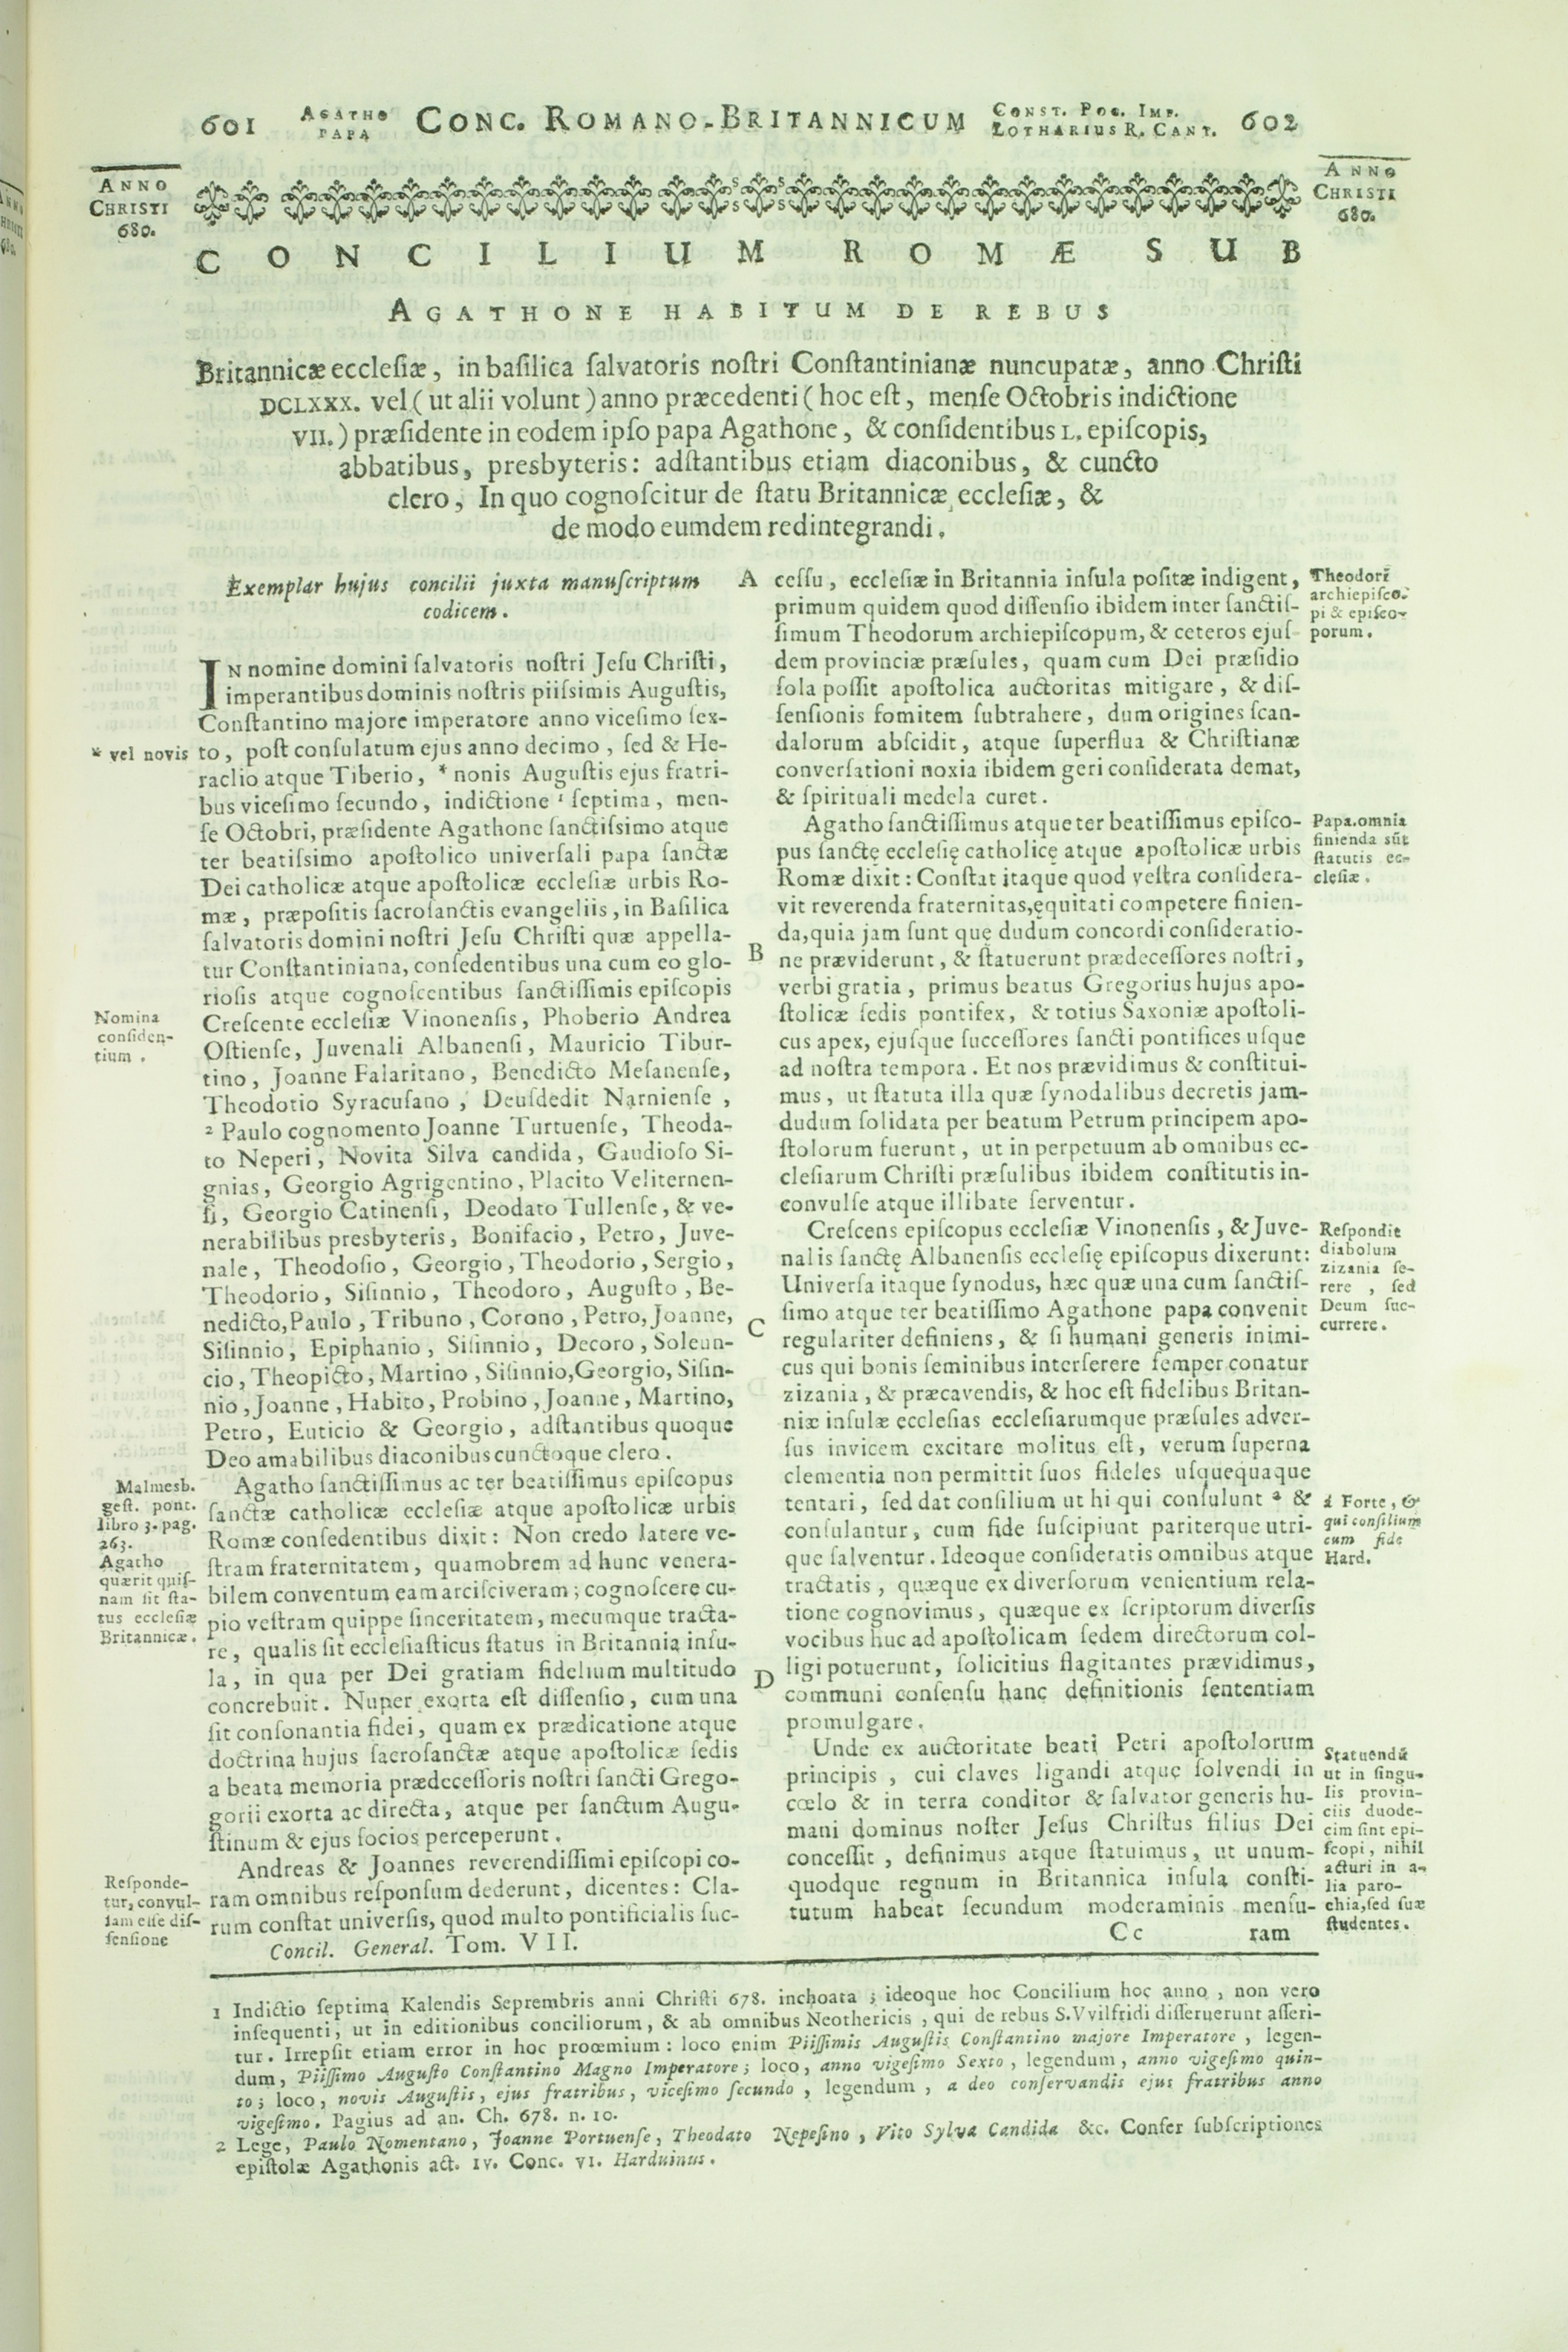 601 AGATHO PAPA CONC. ROMANO-BRITANNICUM CONST. POG. IMP. LOTHARIUS R. CANT. 602
ANNO
CHRISTI
680.
ANNO
CHRISTI
680.
CONCILIUM ROMÆ SUB
AGATHONE HABITUM DE REBUS
Britannicæ ecclesiæ, in basilica salvatoris nostri Constantinianæ nuncupatæ, anno Christi
DCLXXX. vel (ut alii volunt) anno præcedenti (hoc est, mense Octobris indictione
VII.) præsidente in eodem ipso papa Agathone, & considentibus L. episcopis,
abbatibus, presbyteris: adstantibus etiam diaconibus, & cuncto
clero, In quo cognoscitur de statu Britannicæ ecclesiæ, &
de modo eumdem redintegrandi.
Exemplar hujus concilii juxta manuscriptum
codicem.
IN nomine domini salvatoris nostri Jesu Christi,
imperantibus dominis nostris piissimis Augustis,
Constantino majore imperatore anno vicesimo sex-
* vel novis
to, post consulatum ejus anno decimo, sed & He-
raclio atque Tiberio, * nonis Augustis ejus fratri-
bus vicesimo secundo, indictione 1 septima, men-
se Octobri, præsidente Agathone sanctissimo atque
ter beatissimo apostolico universali papa sanctæ
Dei catholicæ atque apostolicæ ecclesiæ urbis Ro-
mæ, præpositis sacrosanctis evangeliis, in Basilica
salvatoris domini nostri Jesu Christi quæ appella-
tur Constantiniana, consedentibus una cum eo glo-
riosis atque cognoscentibus sanctissimis episcopis
Nomina
considen-
tium.
Crescente ecclesiæ Vinonensis, Phoberio Andrea
Ostiense, Juvenali Albanensi, Mauricio Tibur-
tino, Joanne Falaritano, Benedicto Mesanense,
Theodotio Syracusano, Deusdedit Narniense,
2 Paulo cognomento Joanne Turtuense, Theoda-
to Neperi, Novita Silva candida, Gaudioso Si-
gnias, Georgio Agrigentino, Placito Veliternen-
si, Georgio Catinensi, Deodato Tullense, & ve-
nerabilibus presbyteris, Bonifacio, Petro, Juve-
nale, Theodosio, Georgio, Theodorio, Sergio,
Theodorio, Sisinnio, Theodoro, Augusto, Be-
nedicto, Paulo, Tribuno, Corono, Petro, Joanne,
Sisinnio, Epiphanio, Sisinnio, Decoro, Soleun-
cio, Theopicto, Martino, Sisinnio, Georgio, Sisin-
nio, Joanne, Habito, Probino, Joanne, Martino,
Petro, Euticio & Georgio, adstantibus quoque
Deo amabilibus diaconibus cunctoque clero.
Malmesb.
gest. pont.
libro 3. pag.
263.
Agatho
quærit quis-
nam sit sta-
tus ecclesiæ
Britannicæ.
Agatho sanctissimus ac ter beatissimus episcopus
sanctæ catholicæ ecclesiæ atque apostolicæ urbis
Romæ consedentibus dixit: Non credo latere ve-
stram fraternitatem, quamobrem ad hunc venera-
bilem conventum eam arcisciveram; cognoscere cu-
pio vestram quippe sinceritatem, mecumque tracta-
re, qualis sit ecclesiasticus status in Britannia insu-
la, in qua per Dei gratiam fidelium multitudo
concrebuit. Nuper exorta est dissensio, cum una
sit consonantia fidei, quam ex prædicatione atque
doctrina hujus sacrosanctæ atque apostolicæ sedis
a beata memoria prædecessoris nostri sancti Grego-
gorii exorta ac directa, atque per sanctum Augu-
stinum & ejus socios perceperunt.
Responde-
tur, convul-
sam esse dis-
sensione
Andreas & Joannes reverendissimi episcopi co-
ram omnibus responsum dederunt, dicentes: Cla-
rum constat universis, quod multo pontificialis suc-
Concil. General. Tom. VII.
A
B
C
D
cessu, ecclesiæ in Britannia insula positæ indigent,
primum quidem quod dissensio ibidem inter sanctis-
simum Theodorum archiepiscopum, & ceteros ejus-
dem provinciæ præsules, quam cum Dei præsidio
sola possit apostolica auctoritas mitigare, & dis-
sensionis fomitem subtrahere, dum origines scan-
dalorum abscidit, atque superflua & Christianæ
conversationi noxia ibidem geri considerata demat,
& spirituali medela curet.
Theodori
archiepisco-
pi & episco-
porum.
Agatho sanctissimus atque ter beatissimus episco-
pus sanctę ecclesię catholicę atque apostolicæ urbis
Romæ dixit: Constat itaque quod vestra considera-
vit reverenda fraternitas, ęquitati competere finien-
da, quia jam sunt quę dudum concordi consideratio-
ne præviderunt, & statuerunt prædecessores nostri,
verbi gratia, primus beatus Gregorius hujus apo-
stolicæ sedis pontifex, & totius Saxoniæ apostoli-
cus apex, ejusque successores sancti pontifices usque
ad nostra tempora. Et nos prævidimus & constitui-
mus, ut statuta illa quæ synodalibus decretis jam-
dudum solidata per beatum Petrum principem apo-
stolorum fuerunt, ut in perpetuum ab omnibus ec-
clesiarum Christi præsulibus ibidem constitutis in-
convulse atque illibate serventur.
Papa omnia
finienda sūt
statutis ec-
clesiæ.
Crescens episcopus ecclesiæ Vinonensis, & Juve-
nalis sanctę Albanensis ecclesię episcopus dixerunt:
Universa itaque synodus, hæc quæ una cum sanctis-
simo atque ter beatissimo Agathone papa convenit
regulariter definiens, & si humani generis inimi-
cus qui bonis seminibus interserere semper conatur
zizania, & præcavendis, & hoc est fidelibus Britan-
niæ insulæ ecclesias ecclesiarumque præsules adver-
sus invicem excitare molitus est, verum superna
clementia non permittit suos fideles usquequaque
tentari, sed dat consilium ut hi qui consulunt a &
consulantur, cum fide suscipiunt pariterque utri-
que salventur. Ideoque consideratis omnibus atque
tractatis, quæque ex diversorum venientium rela-
tione cognovimus, quæque ex scriptorum diversis
vocibus huc ad apostolicam sedem directorum col-
ligi potuerunt, solicitius flagitantes prævidimus,
communi consensu hanc definitionis sententiam
promulgare.
Respondit
diabolum
zizania se-
rere, sed
Deum suc-
currere.
a Forte, &
qui consilium
cum fide
Hard.
Unde ex auctoritate beati Petri apostolorum
principis, cui claves ligandi atque solvendi in
cœlo & in terra conditor & salvator generis hu-
mani dominus noster Jesus Christus filius Dei
concessit, definimus atque statuimus, ut unum-
quodque regnum in Britannica insula consti-
tutum habeat secundum moderaminis mensu-
Statuendū
ut in singu-
lis provin-
ciis duode-
cim sint epi-
scopi, nihil
acturi in a-
lia paro-
chia, sed suæ
studentes.
Cc ram
1 Indictio septima Kalendis Seprembris anni Christi 678. inchoata; ideoque hoc Concilium hoc anno, non vero
insequenti, ut in editionibus conciliorum, & ab omnibus Neothericis, qui de rebus S. Vvilfridi disseruerunt asseri-
tur. Irrepsit etiam error in hoc proœmium: loco enim Piissimis Augustis Constantino majore Imperatore, legen-
dum, Piissimo Augusto Constantino Magno Imperatore; loco, anno vigesimo Sexto, legendum, anno vigesimo quin-
to; loco, novis Augustis, ejus fratribus, vicesimo secundo, legendum, a deo conservandis ejus fratribus anno
vigesimo. Pagius ad an. Ch. 678. n. 10.
2 Lege, Paulo Nomentano, Joanne Portuense, Theodato Nepesino, Vito Sylva Candida &c. Confer subscriptiones
epistolæ Agathonis act. IV. Conc. VI. Harduinus.